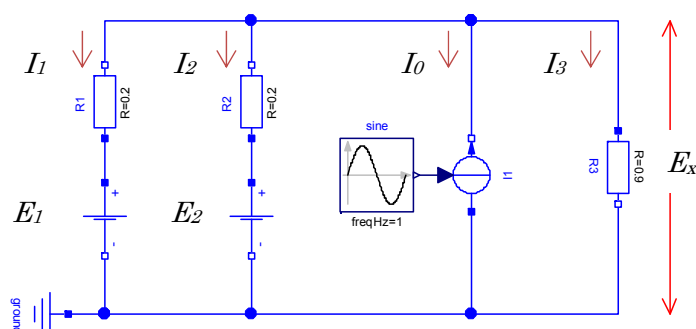 I1
I2
I0
I3
R1
R=0.2
R2
R=0.2
sine
freqHz=1
I1
R3
R=0.9
Ex
E1
+
-
E2
+
-
ground